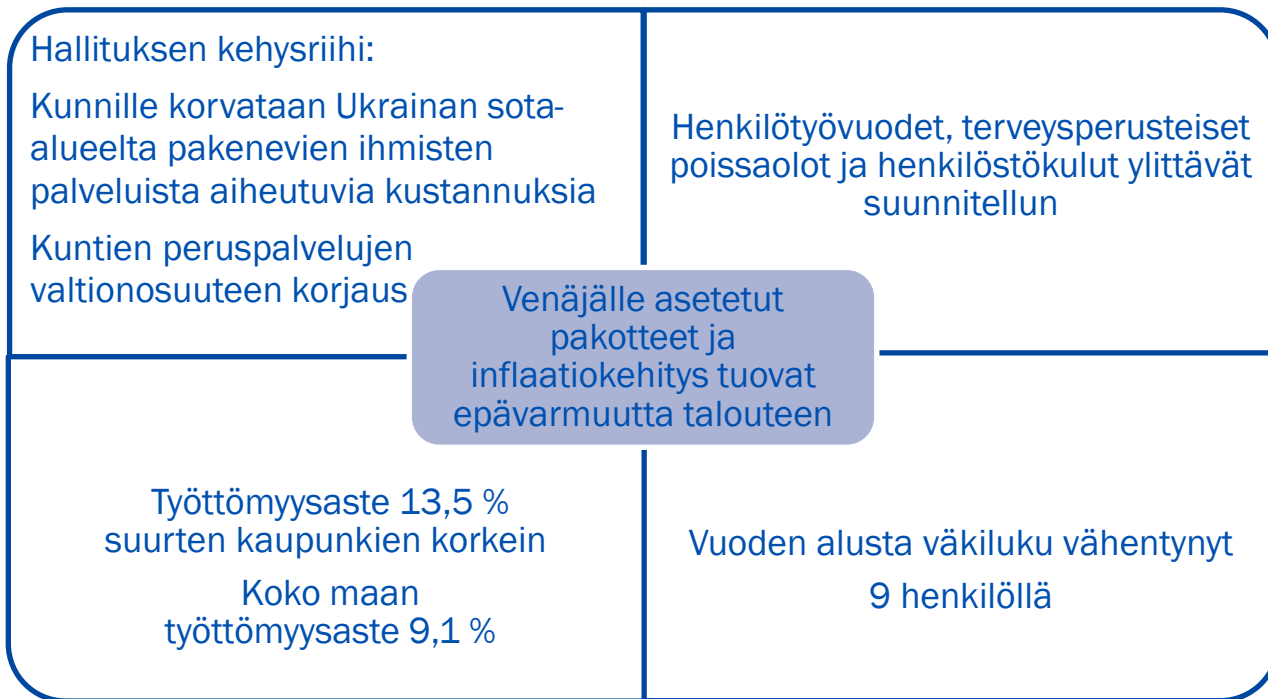 Hallituksen kehysriihi:
Kunnille korvataan Ukrainan sota-
alueelta pakenevien ihmisten
palveluista aiheutuvia kustannuksia
Kuntien peruspalvelujen
valtionosuuteen korjaus
Henkilötyövuodet, terveysperusteiset
poissaolot ja henkilöstökulut ylittävät
suunnitellun
Venäjälle asetetut
pakotteet ja
inflaatiokehitys tuovat
epävarmuutta talouteen
Työttömyysaste 13,5 %
suurten kaupunkien korkein
Koko maan
työttömyysaste 9,1 %
Vuoden alusta väkiluku vähentynyt
9 henkilöllä